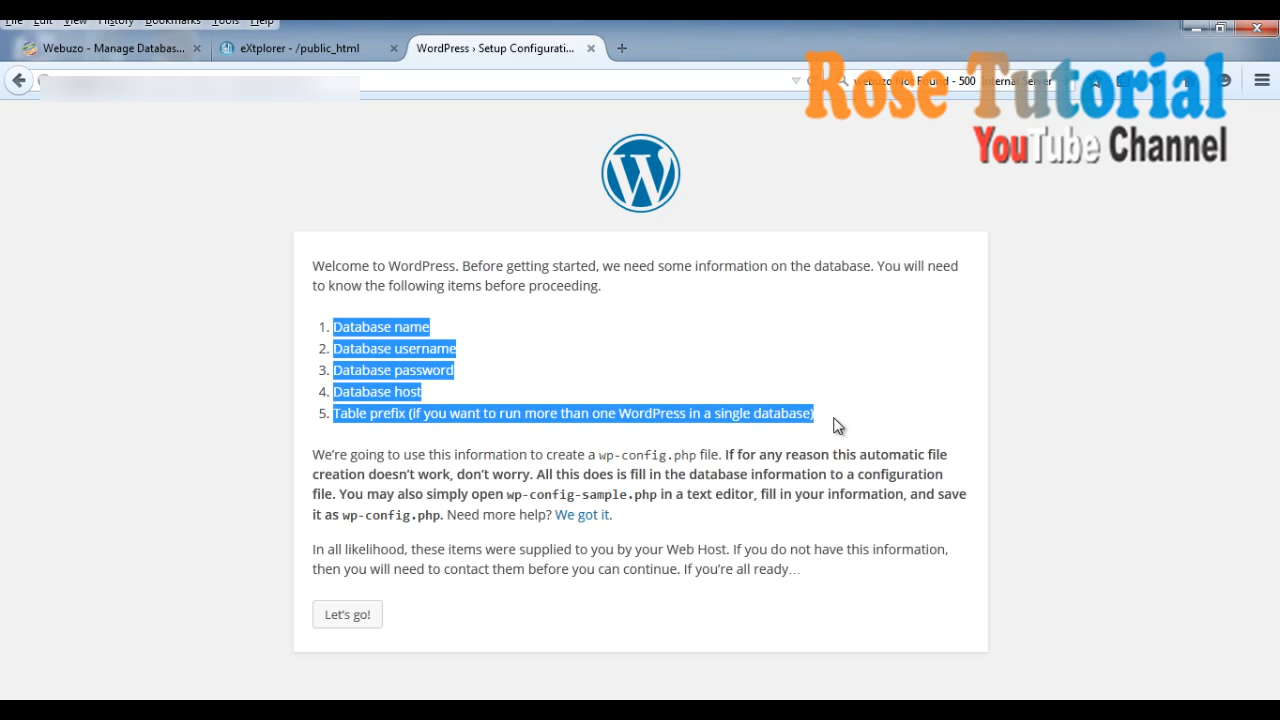 File Edit View History Bookmarks Tools Help
Webuzo - Manage Databas...
eXtplorer - /public_html
WordPress › Setup Configurati...
webuzo Not Found - 500 Internal Server
Rose Tutorial
YouTube Channel
W
Welcome to WordPress. Before getting started, we need some information on the database. You will need
to know the following items before proceeding.
1. Database name
2. Database username
3. Database password
4. Database host
5. Table prefix (if you want to run more than one WordPress in a single database)
We’re going to use this information to create a wp-config.php file. If for any reason this automatic file
creation doesn’t work, don’t worry. All this does is fill in the database information to a configuration
file. You may also simply open wp-config-sample.php in a text editor, fill in your information, and save
it as wp-config.php. Need more help? We got it.
In all likelihood, these items were supplied to you by your Web Host. If you do not have this information,
then you will need to contact them before you can continue. If you’re all ready…
Let’s go!